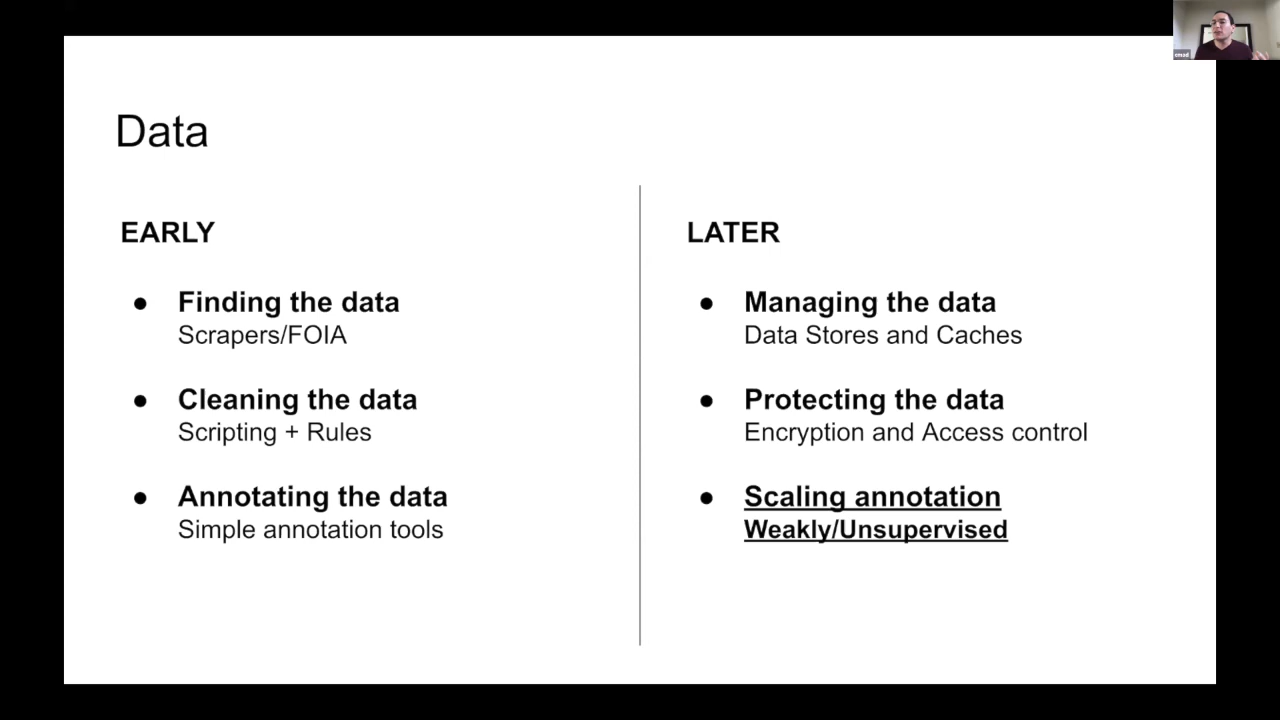 Data
EARLY
● Finding the data
Scrapers/FOIA
● Cleaning the data
Scripting + Rules
● Annotating the data
Simple annotation tools
LATER
● Managing the data
Data Stores and Caches
● Protecting the data
Encryption and Access control
● Scaling annotation
Weakly/Unsupervised
emad